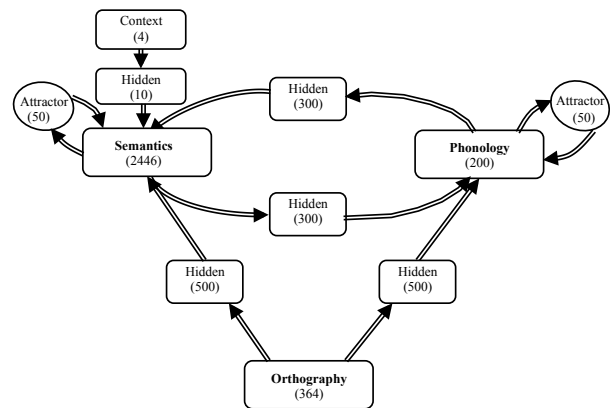 Context
(4)
Hidden
(10)
Attractor
(50)
Semantics
(2446)
Hidden
(300)
Phonology
(200)
Attractor
(50)
Hidden
(300)
Hidden
(500)
Hidden
(500)
Orthography
(364)